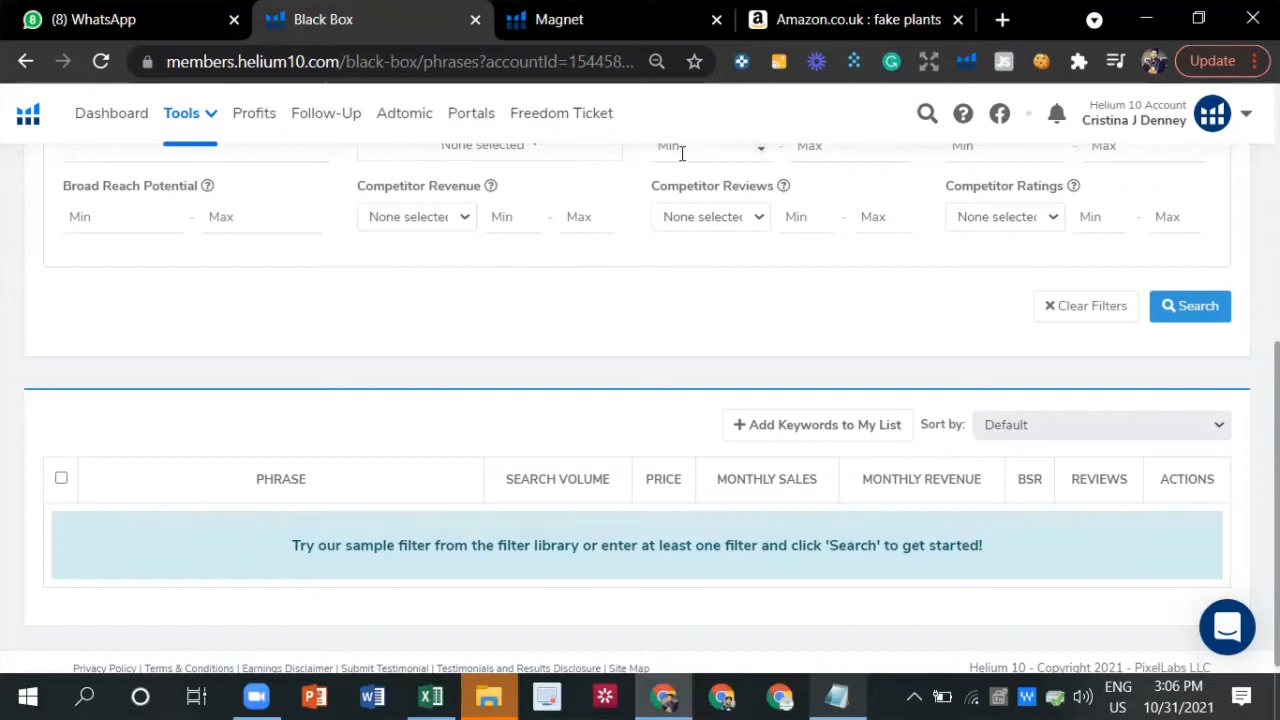 (8) WhatsApp
Black Box
Magnet
Amazon.co.uk : fake plants
members.helium10.com/black-box/phrases?accountId=154458...
Update
Dashboard Tools Profits Follow-Up Adtomic Portals Freedom Ticket
Helium 10 Account
Cristina J Denney
None selected Min - Max Min - Max
Broad Reach Potential Competitor Revenue Competitor Reviews Competitor Ratings
Min - Max None selected Min - Max None selected Min - Max None selected Min - Max
Clear Filters Search
Add Keywords to My List Sort by: Default
PHRASE SEARCH VOLUME PRICE MONTHLY SALES MONTHLY REVENUE BSR REVIEWS ACTIONS
Try our sample filter from the filter library or enter at least one filter and click 'Search' to get started!
Privacy Policy | Terms & Conditions | Earnings Disclaimer | Submit Testimonial | Testimonials and Results Disclosure | Site Map
Helium 10 - Copyright 2021 - PixelLabs LLC
ENG
US
3:06 PM
10/31/2021